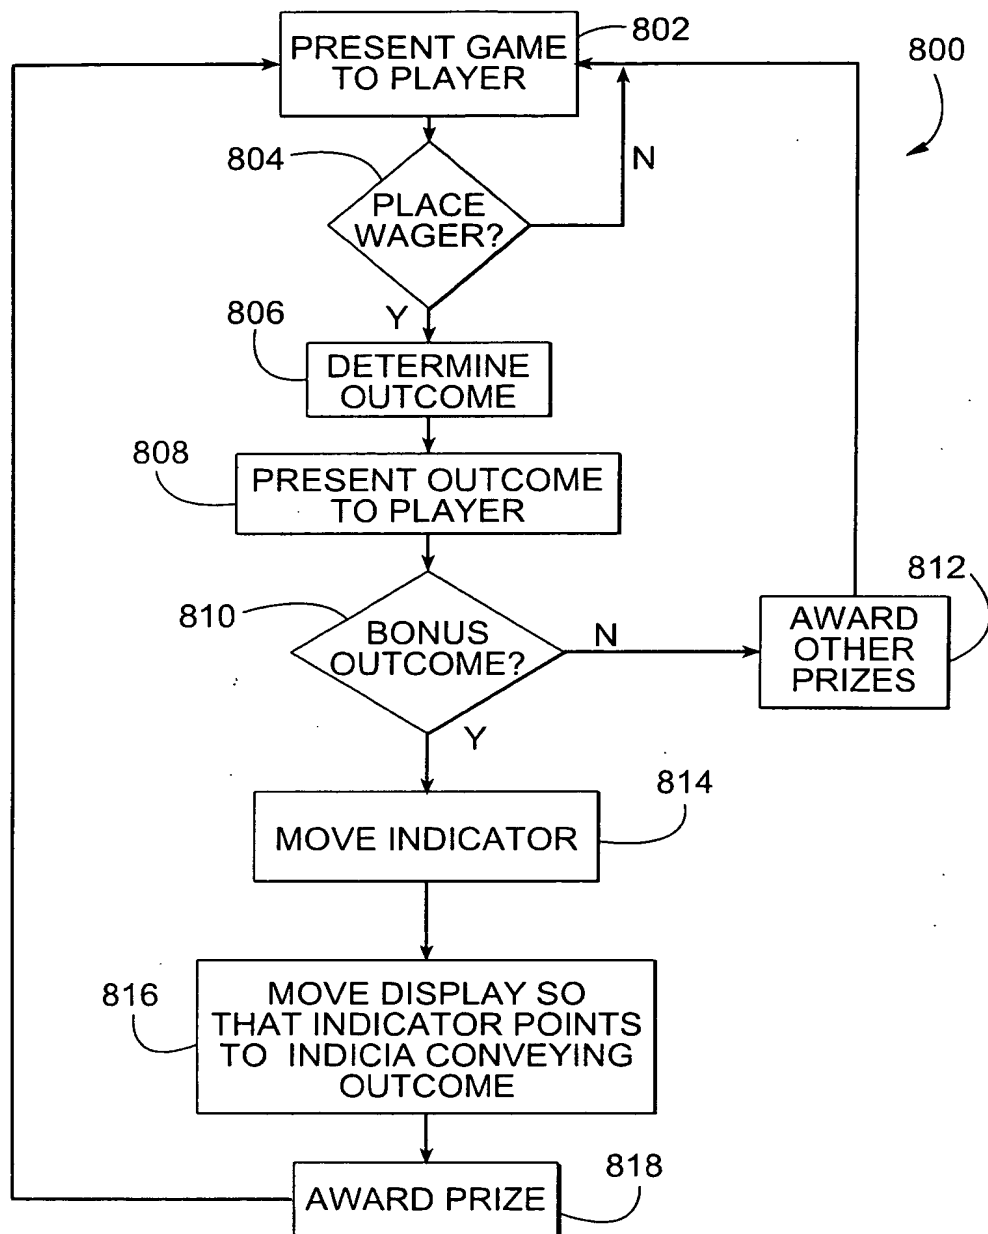 802
PRESENT GAME
TO PLAYER
800
804
N
PLACE
WAGER?
Y
806
DETERMINE
OUTCOME
808
PRESENT OUTCOME
TO PLAYER
810
BONUS
OUTCOME?
N
812
AWARD
OTHER
PRIZES
Y
814
MOVE INDICATOR
816
MOVE DISPLAY SO
THAT INDICATOR POINTS
TO INDICIA CONVEYING
OUTCOME
818
AWARD PRIZE